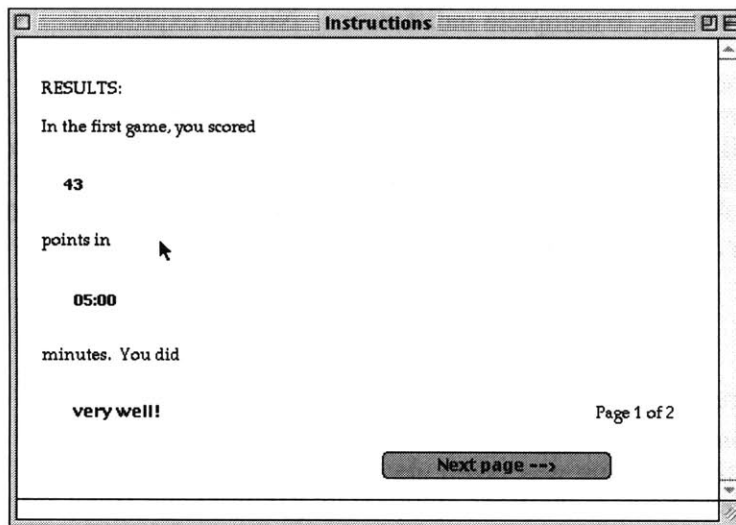 Instructions
RESULTS:
In the first game, you scored
43
points in
05:00
minutes. You did
very well!
Page 1 of 2
Next page -->